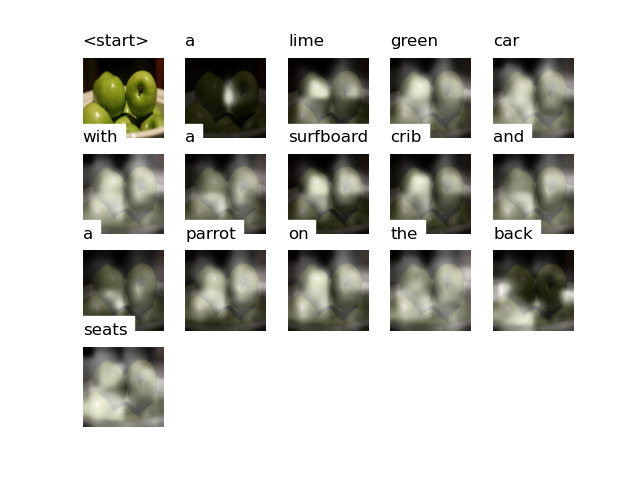 <start> a lime green car
with a surfboard crib and
a parrot on the back
seats